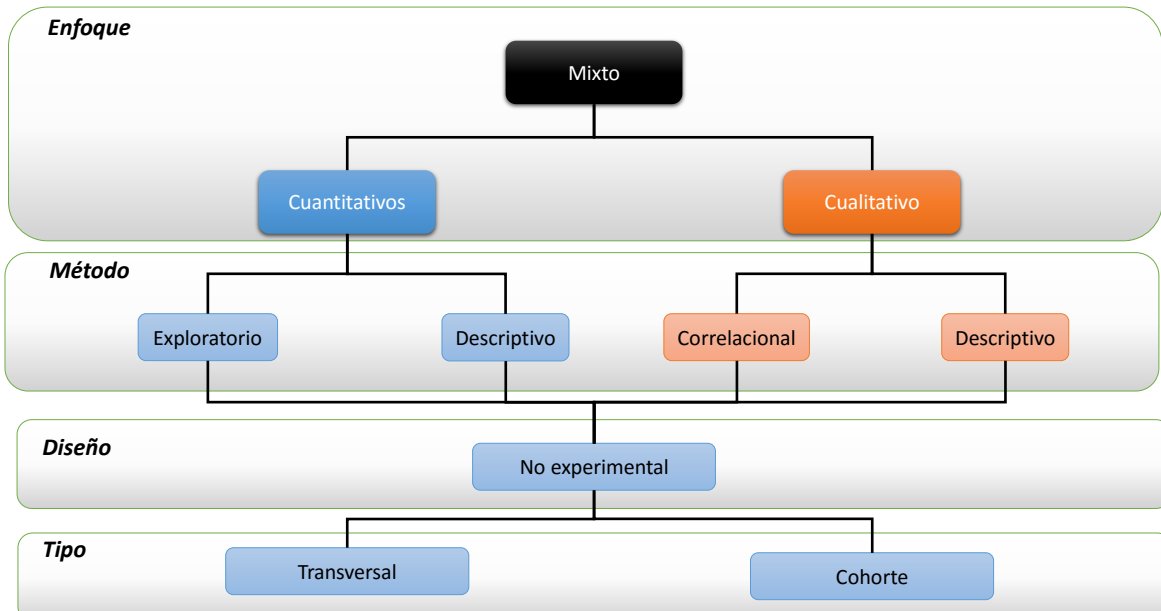 Enfoque
Mixto
Cuantitativos
Cualitativo
Método
Exploratorio
Descriptivo
Correlacional
Descriptivo
Diseño
No experimental
Tipo
Transversal
Cohorte